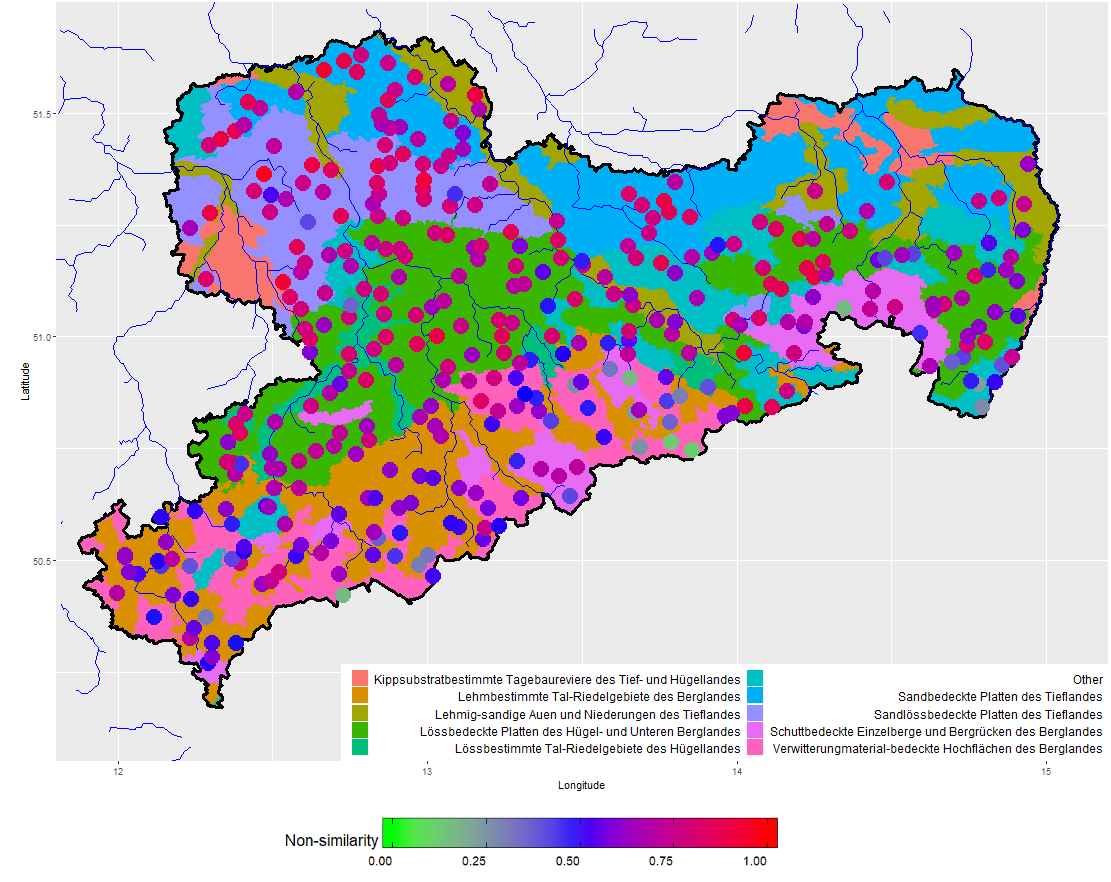 51.5
51.0
50.5
Latitude
Kippsubstratbestimmte Tagebaureviere des Tief- und Hügellandes
Lehmbestimmte Tal-Riedelgebiete des Berglandes
Lehmig-sandige Auen und Niederungen des Tieflandes
Lössbedeckte Platten des Hügel- und Unteren Berglandes
Lössbestimmte Tal-Riedelgebiete des Hügellandes
Other
Sandbedeckte Platten des Tieflandes
Sandlössbedeckte Platten des Tieflandes
Schuttbedeckte Einzelberge und Bergrücken des Berglandes
Verwitterungmaterial-bedeckte Hochflächen des Berglandes
12 13 14 15
Longitude
Non-similarity
0.00 0.25 0.50 0.75 1.00